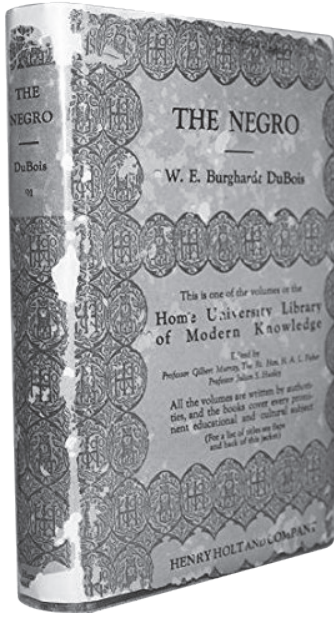 THE
NEGRO
DuBois
91
THE NEGRO
W. E. Burghardt DuBois
This is one of the volumes in the
Home University Library
of Modern Knowledge
Edited by
Professor Gilbert Murray, The Rt. Hon. H. A. L. Fisher
Professor Julian S. Huxley
All the volumes are written by authori-
ties, and the books cover every promi-
nent educational and cultural subject
(For a list of titles see flaps
and back of this jacket)
HENRY HOLT AND COMPANY